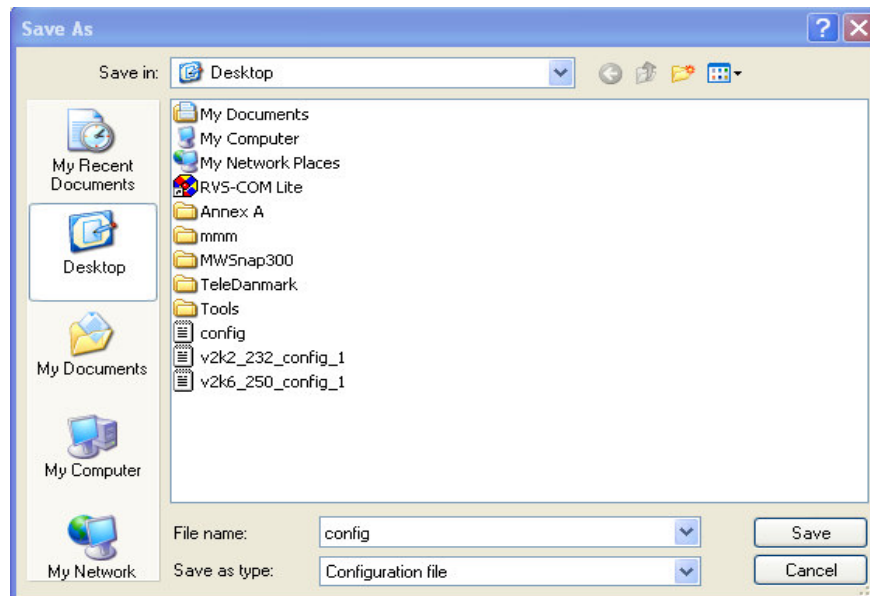 Save As
Save in:
Desktop
My Recent
Documents
Desktop
My Documents
My Computer
My Network
My Documents
My Computer
My Network Places
RVS-COM Lite
Annex A
mmm
MWSnap300
TeleDanmark
Tools
config
v2k2_232_config_1
v2k6_250_config_1
File name:
config
Save
Save as type:
Configuration file
Cancel